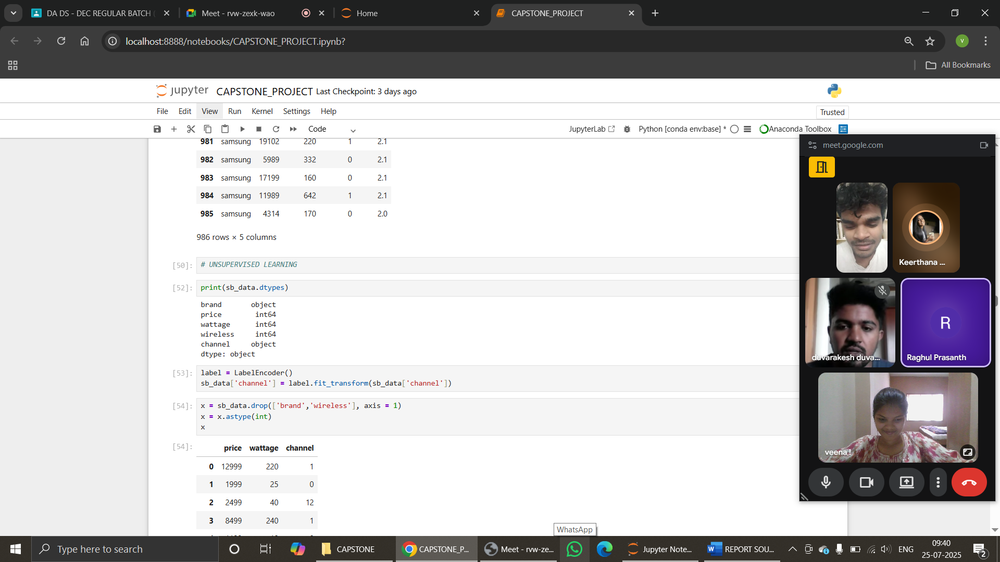 DA DS - DEC REGULAR BATCH (
Meet - rvw-zexk-wao
Home
CAPSTONE_PROJECT
localhost:8888/notebooks/CAPSTONE_PROJECT.ipynb?
V
All Bookmarks
jupyter CAPSTONE_PROJECT Last Checkpoint: 3 days ago
File Edit View Run Kernel Settings Help
Trusted
Code
JupyterLab
Python [conda env:base] *
Anaconda Toolbox
981 samsung 19102 220 1 2.1
982 samsung 5989 332 0 2.1
983 samsung 17199 160 0 2.1
984 samsung 11989 642 1 2.1
985 samsung 4314 170 0 2.0
986 rows × 5 columns
[50]: # UNSUPERVISED LEARNING
[52]: print(sb_data.dtypes)
brand object
price int64
wattage int64
wireless int64
channel object
dtype: object
[53]: label = LabelEncoder()
sb_data['channel'] = label.fit_transform(sb_data['channel'])
[54]: x = sb_data.drop(['brand','wireless'], axis = 1)
x = x.astype(int)
x
[54]: price wattage channel
0 12999 220 1
1 1999 25 0
2 2499 40 12
3 8499 240 1
meet.google.com
Keerthana ...
duvarakesh duva...
R
Raghul Prasanth
veena !
WhatsApp
Type here to search
CAPSTONE
CAPSTONE_P...
Meet - rvw-ze...
Jupyter Note...
REPORT SOU...
ENG
09:40
25-07-2025
2